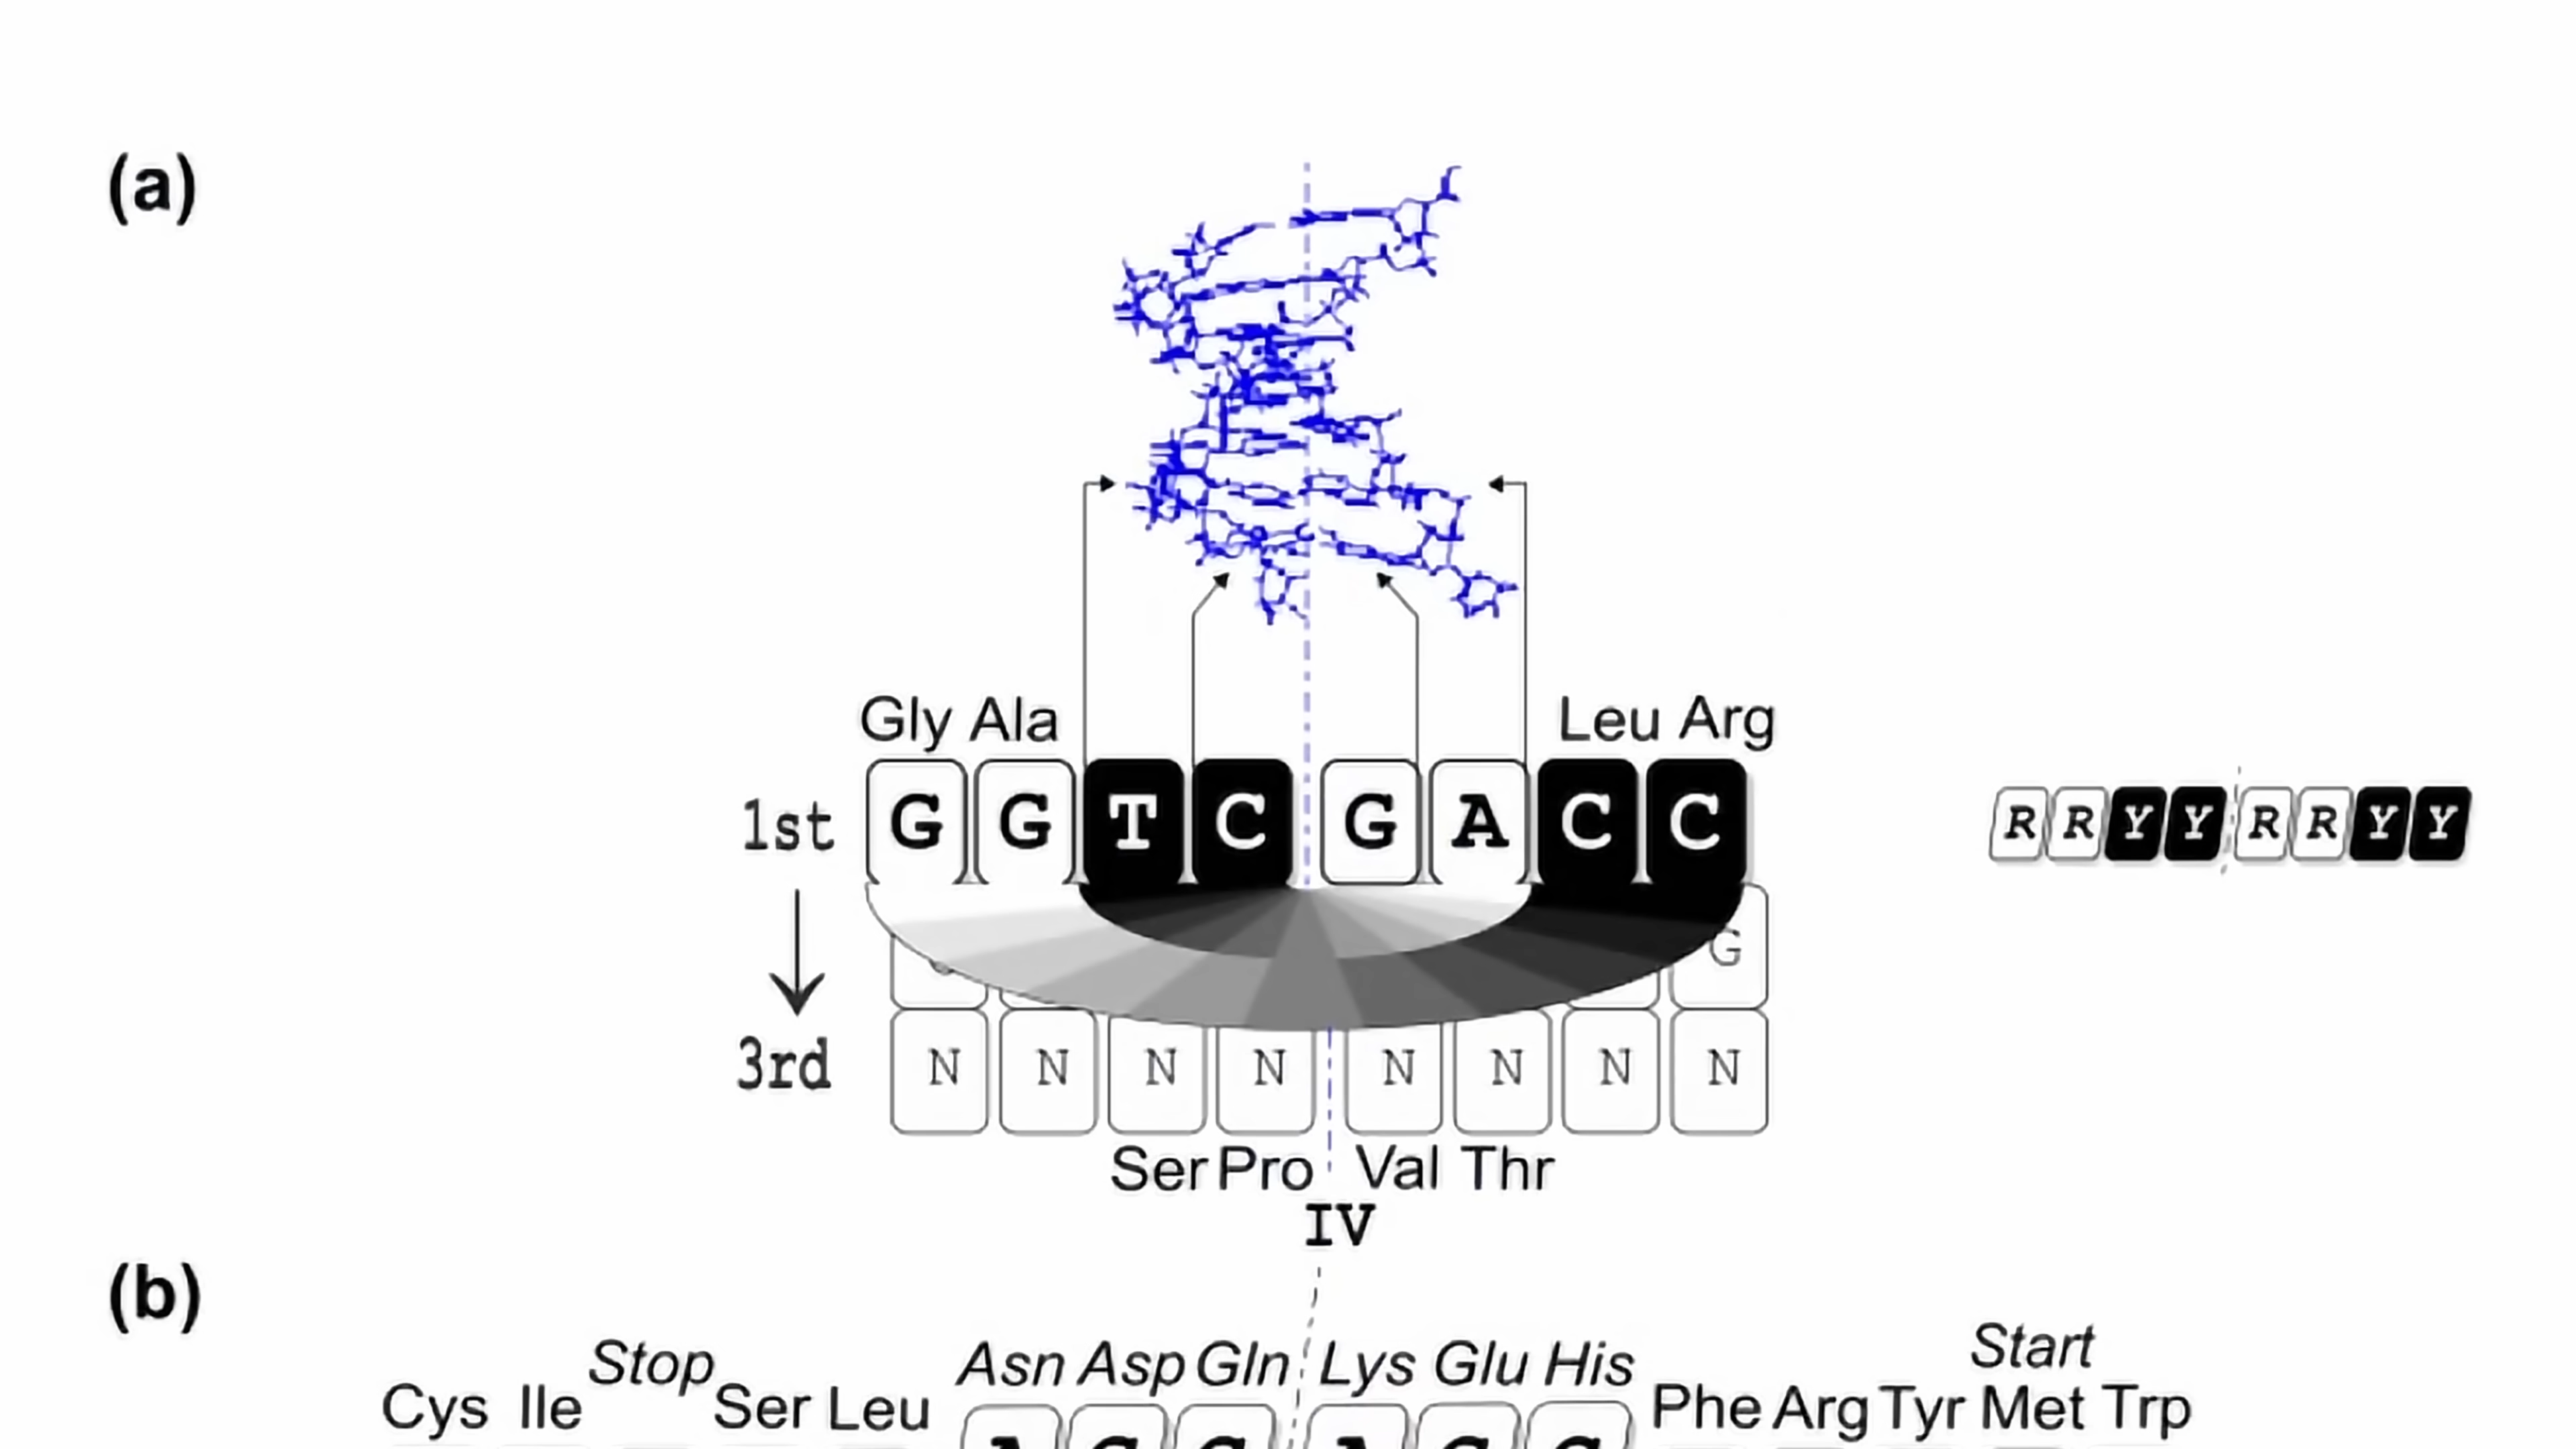 (a)
Gly Ala Leu Arg
1st G G T C G A C C
R R Y Y R R Y Y
G
3rd N N N N N N N N
Ser Pro Val Thr
IV
(b)
Start
Stop Asn Asp Gln Lys Glu His
Cys Ile Ser Leu Phe Arg Tyr Met Trp